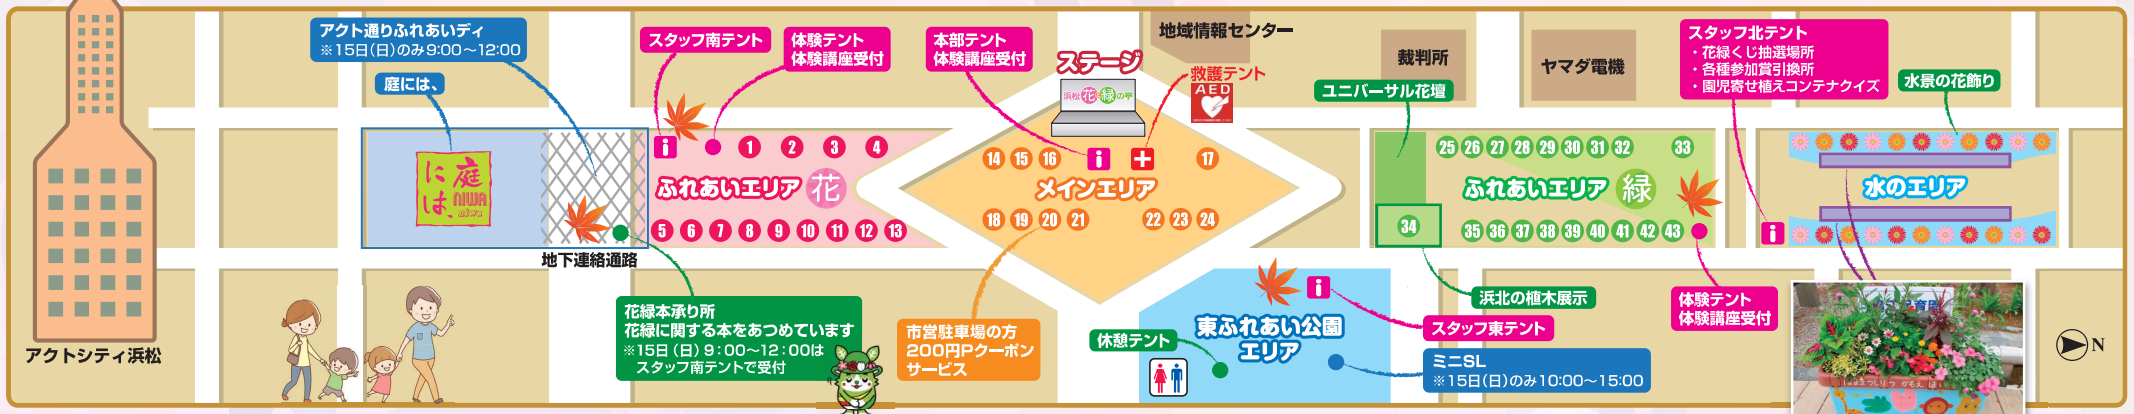 アクトシティ浜松
アクト通りふれあいディ
※15日(日)のみ9:00～12:00
庭には、
庭
には、
NIWA
niwa
地下連絡通路
スタッフ南テント
体験テント
体験講座受付
i
1 2 3 4
ふれあいエリア 花
5 6 7 8 9 10 11 12 13
花緑本承り所
花緑に関する本をあつめています
※15日(日) 9：00～12：00は
スタッフ南テントで受付
本部テント
体験講座受付
ステージ
浜松花と緑の
地域情報センター
救護テント
AED
14 15 16 i 17
メインエリア
18 19 20 21 22 23 24
市営駐車場の方
200円Pクーポン
サービス
東ふれあい公園
エリア
i
休憩テント
スタッフ東テント
ミニSL
※15日(日)のみ10:00～15:00
裁判所
ヤマダ電機
ユニバーサル花壇
25 26 27 28 29 30 31 32 33
ふれあいエリア 緑
34
35 36 37 38 39 40 41 42 43
浜北の植木展示
体験テント
体験講座受付
スタッフ北テント
・花緑くじ抽選場所
・各種参加賞引換所
・園児寄せ植えコンテナクイズ
水景の花飾り
水のエリア
i
N